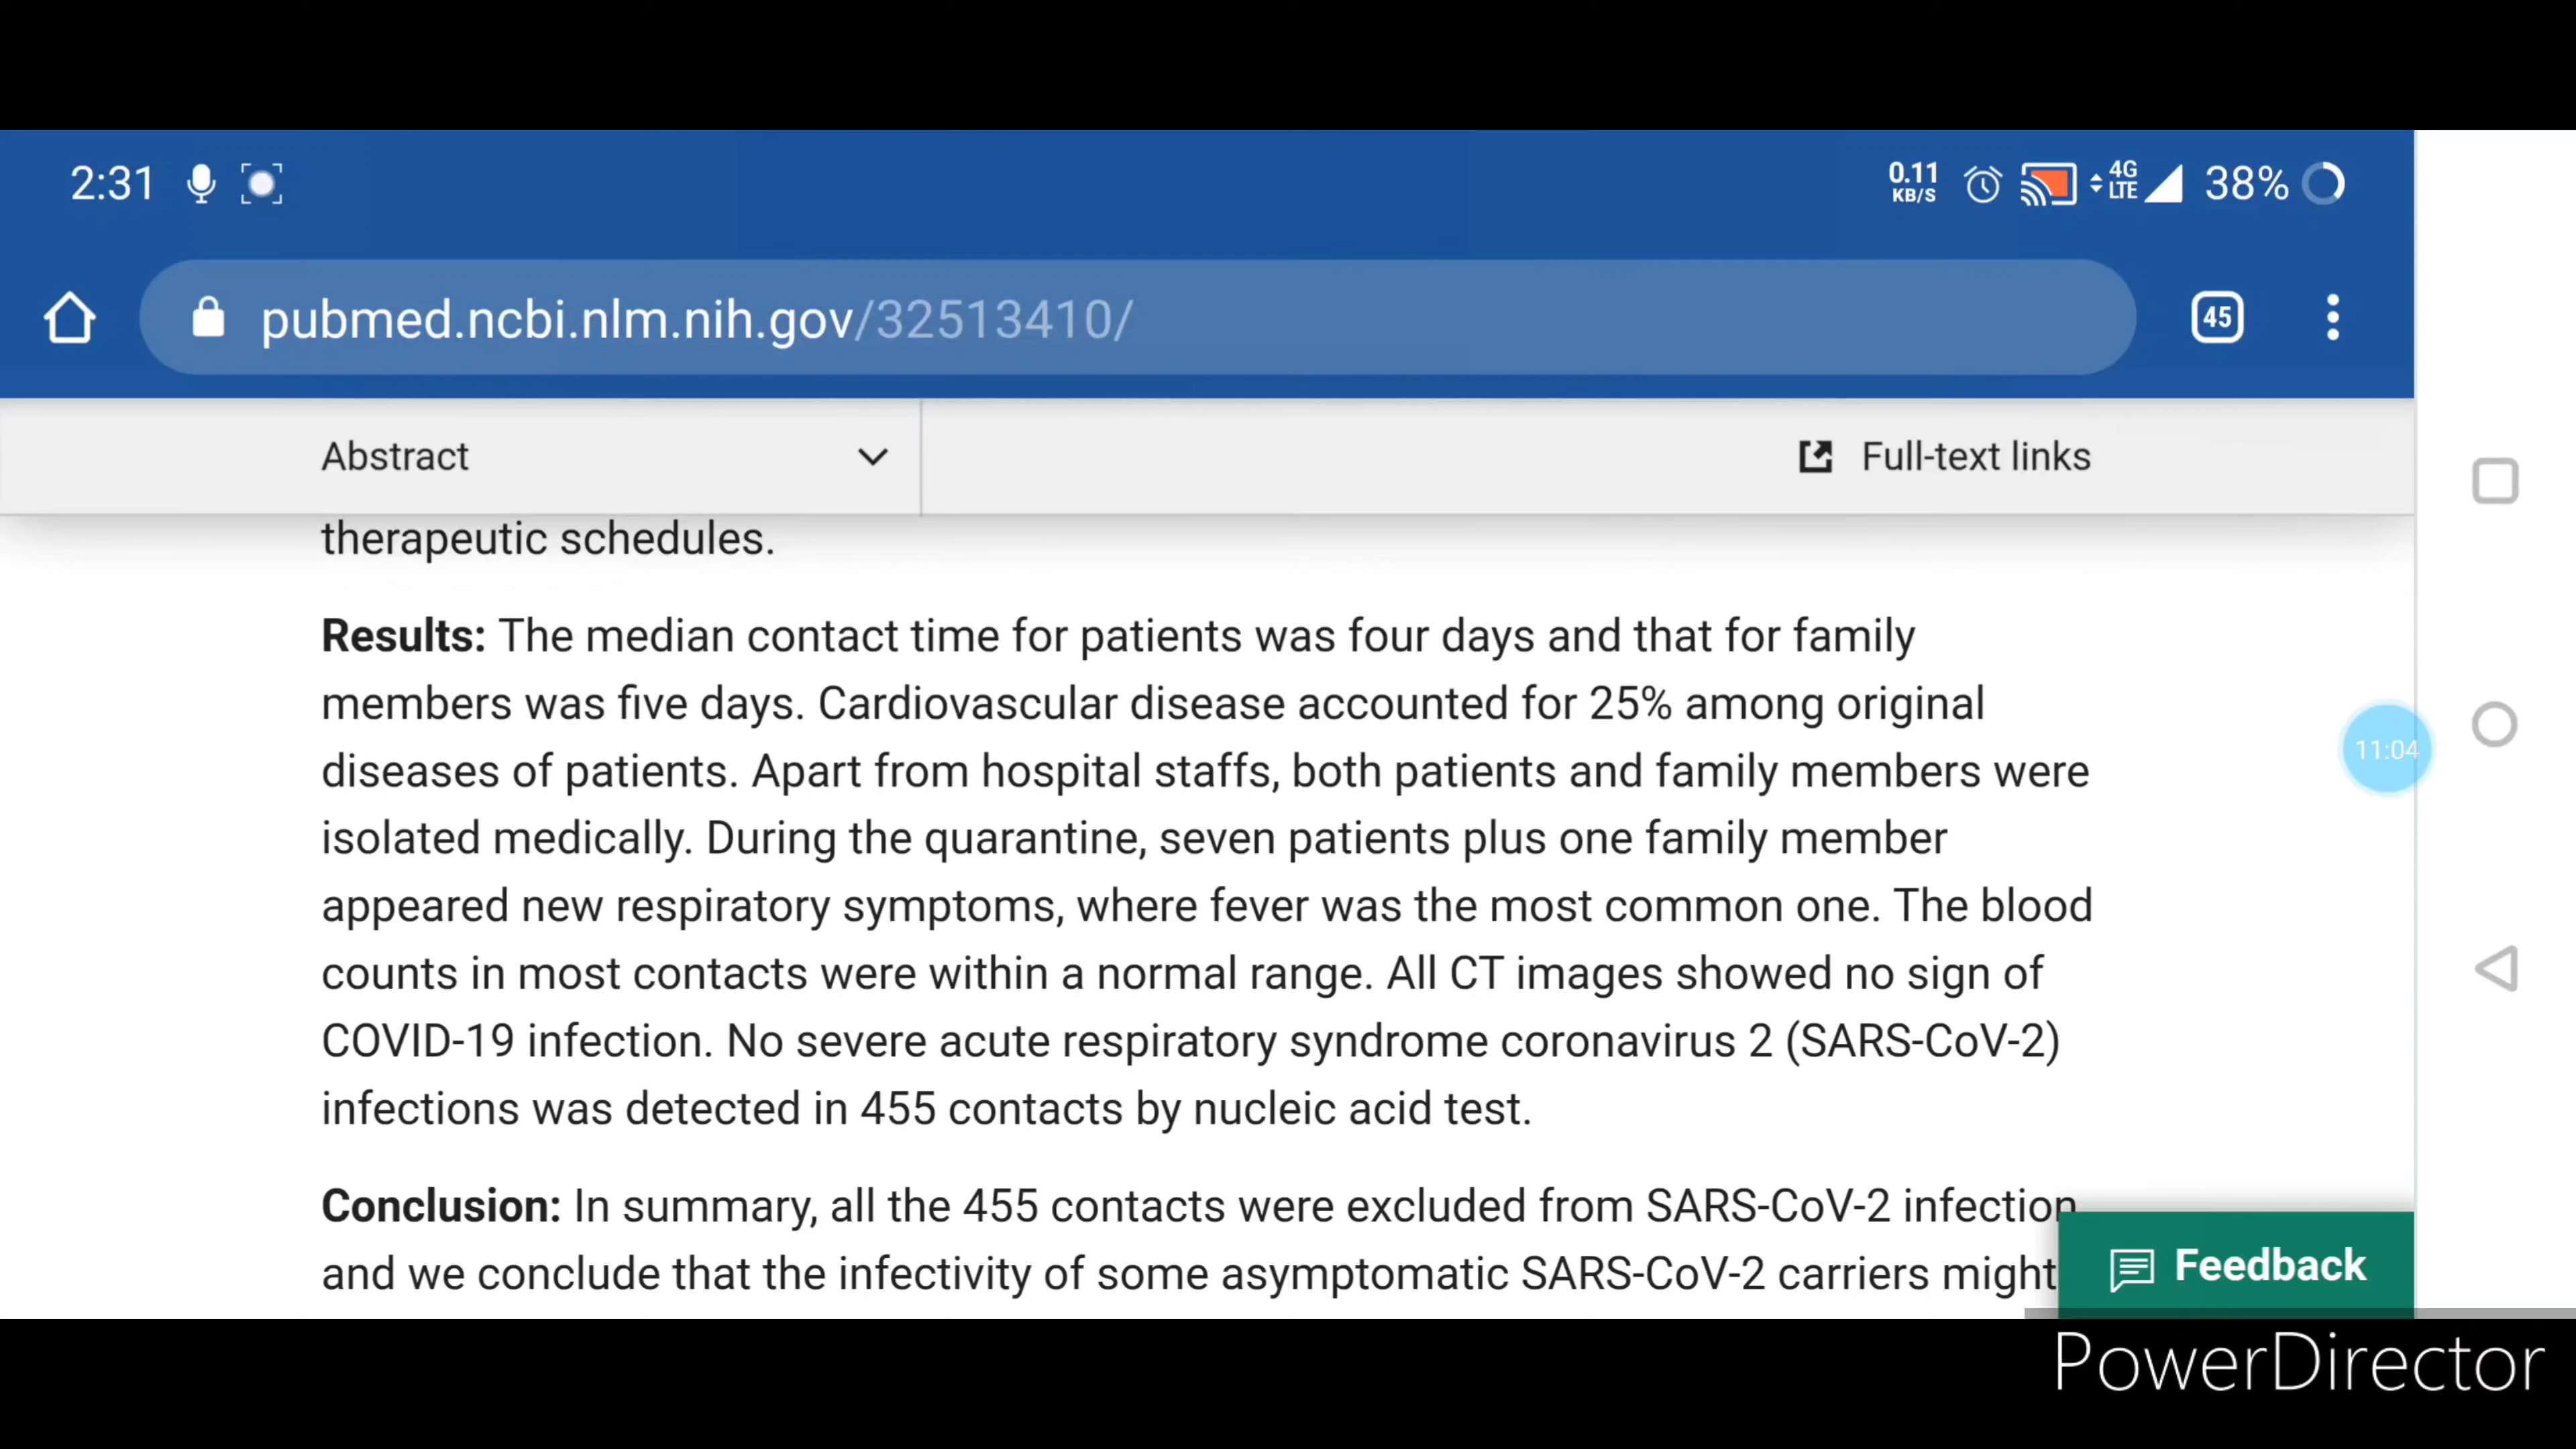 2:31
0.11 KB/S 4G LTE 38%
pubmed.ncbi.nlm.nih.gov/32513410/
45
Abstract
Full-text links
therapeutic schedules.
Results: The median contact time for patients was four days and that for family
members was five days. Cardiovascular disease accounted for 25% among original
diseases of patients. Apart from hospital staffs, both patients and family members were
isolated medically. During the quarantine, seven patients plus one family member
appeared new respiratory symptoms, where fever was the most common one. The blood
counts in most contacts were within a normal range. All CT images showed no sign of
COVID-19 infection. No severe acute respiratory syndrome coronavirus 2 (SARS-CoV-2)
infections was detected in 455 contacts by nucleic acid test.
Conclusion: In summary, all the 455 contacts were excluded from SARS-CoV-2 infection
and we conclude that the infectivity of some asymptomatic SARS-CoV-2 carriers might
11:04
Feedback
PowerDirector